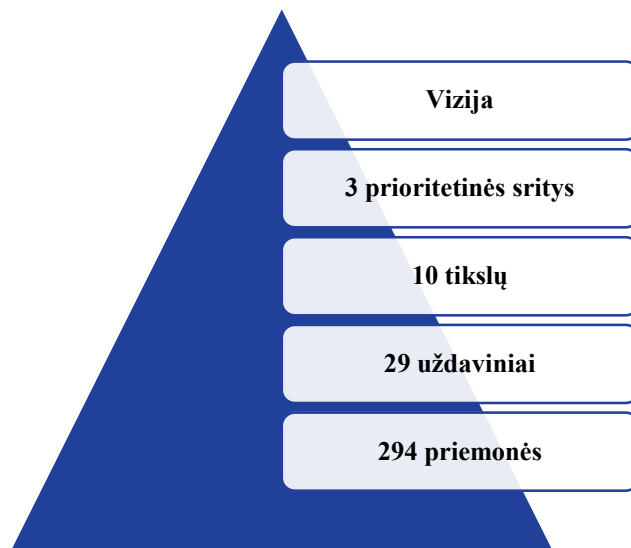 Vizija
3 prioritetinės sritys
10 tikslų
29 uždaviniai
294 priemonės